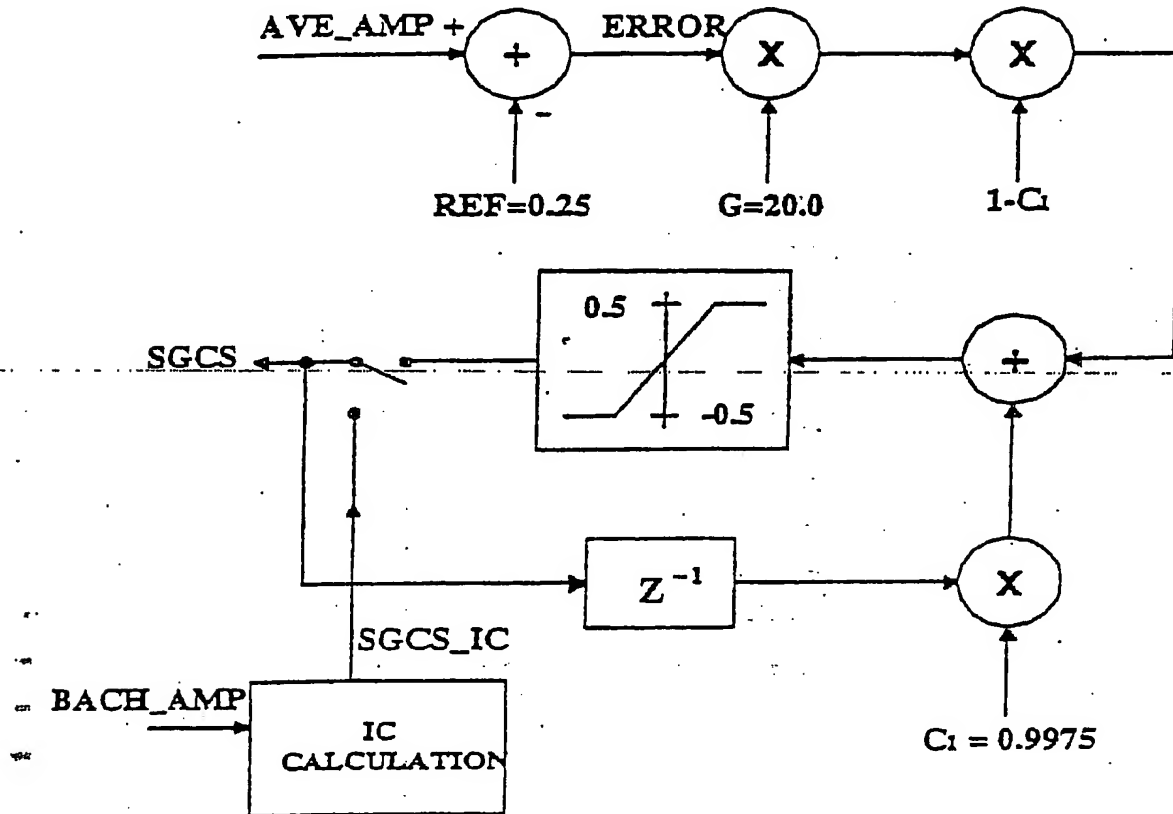 AVE_AMP +
+
ERROR
X
X
-
REF=0.25
G=20.0
1-C1
0.5
-0.5
SGCS
+
Z -1
X
SGCS_IC
BACH_AMP
IC
CALCULATION
C1 = 0.9975